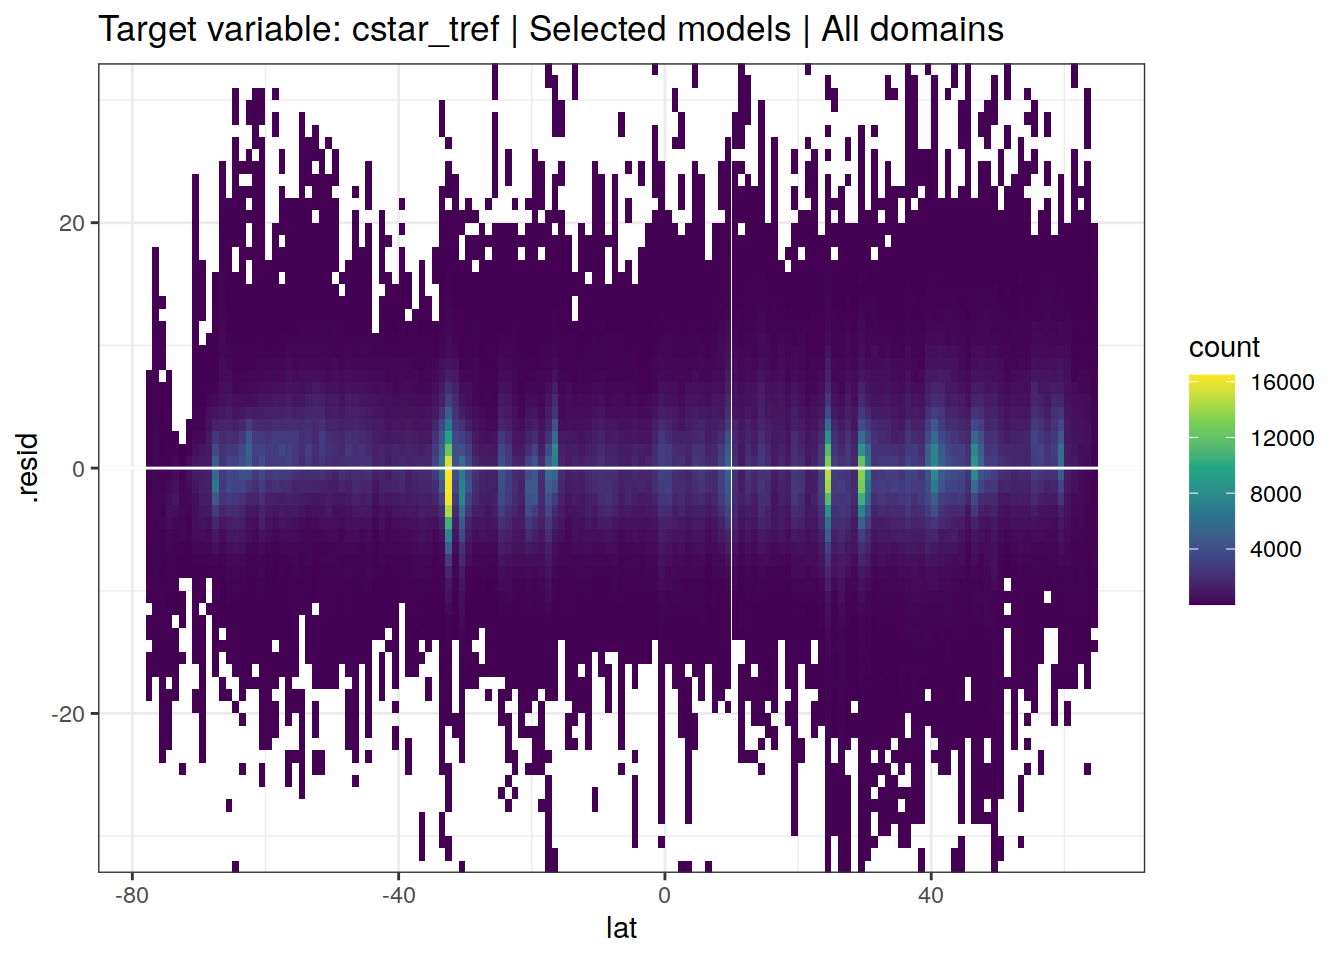 Target variable: cstar_tref | Selected models | All domains
.resid
20
0
-20
-80
-40
0
40
lat
count
16000
12000
8000
4000